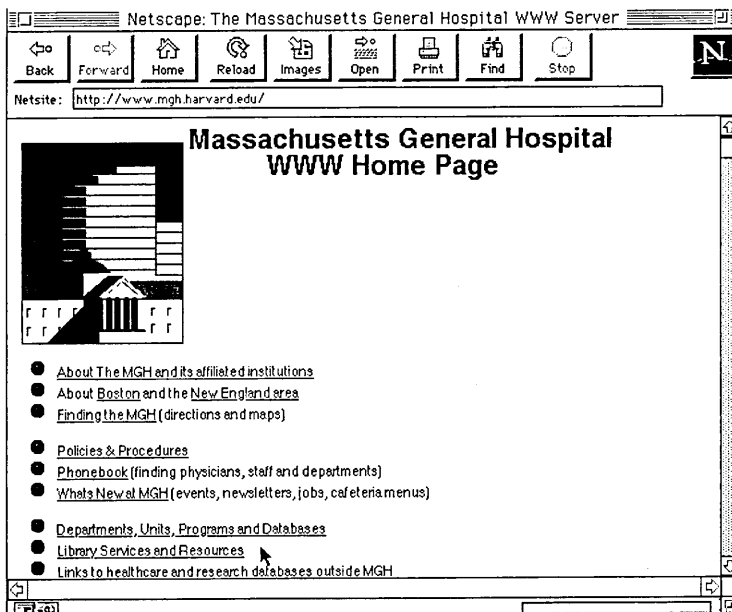 Netscape: The Massachusetts General Hospital WWW Server
Back Forward Home Reload Images Open Print Find Stop
N
Netsite: http://www.mgh.harvard.edu/
Massachusetts General Hospital
WWW Home Page
About The MGH and its affiliated institutions
About Boston and the New England area
Finding the MGH (directions and maps)
Policies & Procedures
Phonebook (finding physicians, staff and departments)
Whats New at MGH (events, newsletters, jobs, cafeteria menus)
Departments, Units, Programs and Databases
Library Services and Resources
Links to healthcare and research databases outside MGH